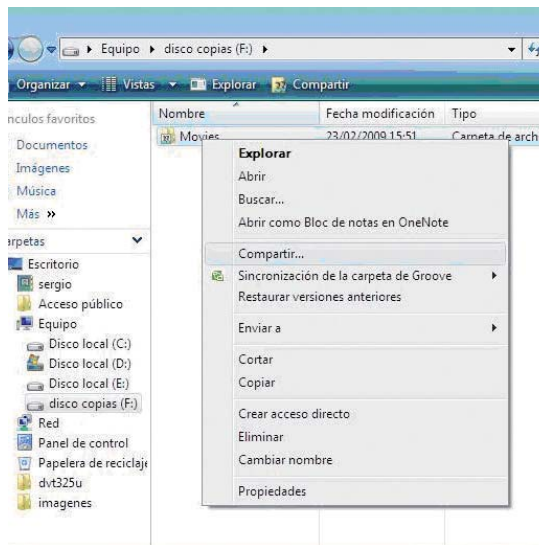 Equipo ▸ disco copias (F:) ▸
Organizar Vistas Explorar Compartir
nculos favoritos
Documentos
Imágenes
Música
Más »
arpetas
Escritorio
sergio
Acceso público
Equipo
Disco local (C:)
Disco local (D:)
Disco local (E:)
disco copias (F:)
Red
Panel de control
Papelera de reciclaje
dvt325u
imagenes
Nombre Fecha modificación Tipo
Movies 23/02/2009 15:51 Carpeta de arch
Explorar
Abrir
Buscar...
Abrir como Bloc de notas en OneNote
Compartir...
Sincronización de la carpeta de Groove
Restaurar versiones anteriores
Enviar a
Cortar
Copiar
Crear acceso directo
Eliminar
Cambiar nombre
Propiedades